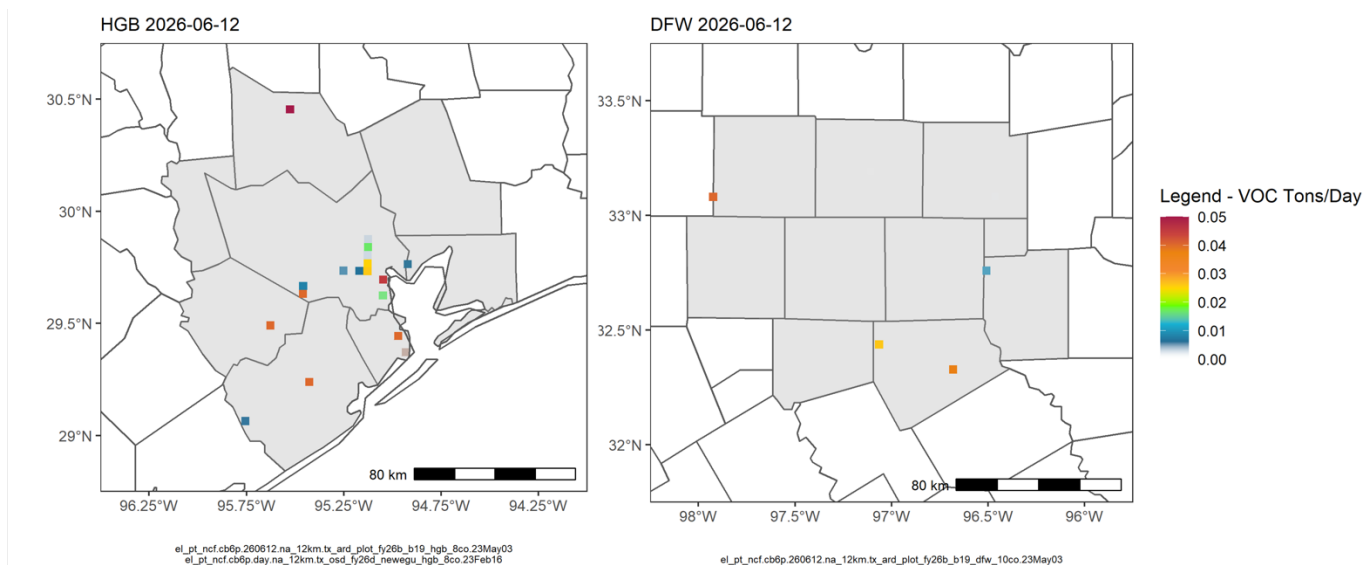 HGB 2026-06-12
30.5°N
30°N
29.5°N
29°N
80 km
96.25°W 95.75°W 95.25°W 94.75°W 94.25°W
el_pt_ncf.cb6p.260612.na_12km.tx_ard_plot_fy26b_b19_hgb_8co.23May03
el_pt_ncf.cb6p.day.na_12km.tx_osd_fy26d_newegu_hgb_8co.23Feb16
DFW 2026-06-12
33.5°N
33°N
32.5°N
32°N
80 km
98°W 97.5°W 97°W 96.5°W 96°W
el_pt_ncf.cb6p.260612.na_12km.tx_ard_plot_fy26b_b19_dfw_10co.23May03
Legend - VOC Tons/Day
0.05
0.04
0.03
0.02
0.01
0.00